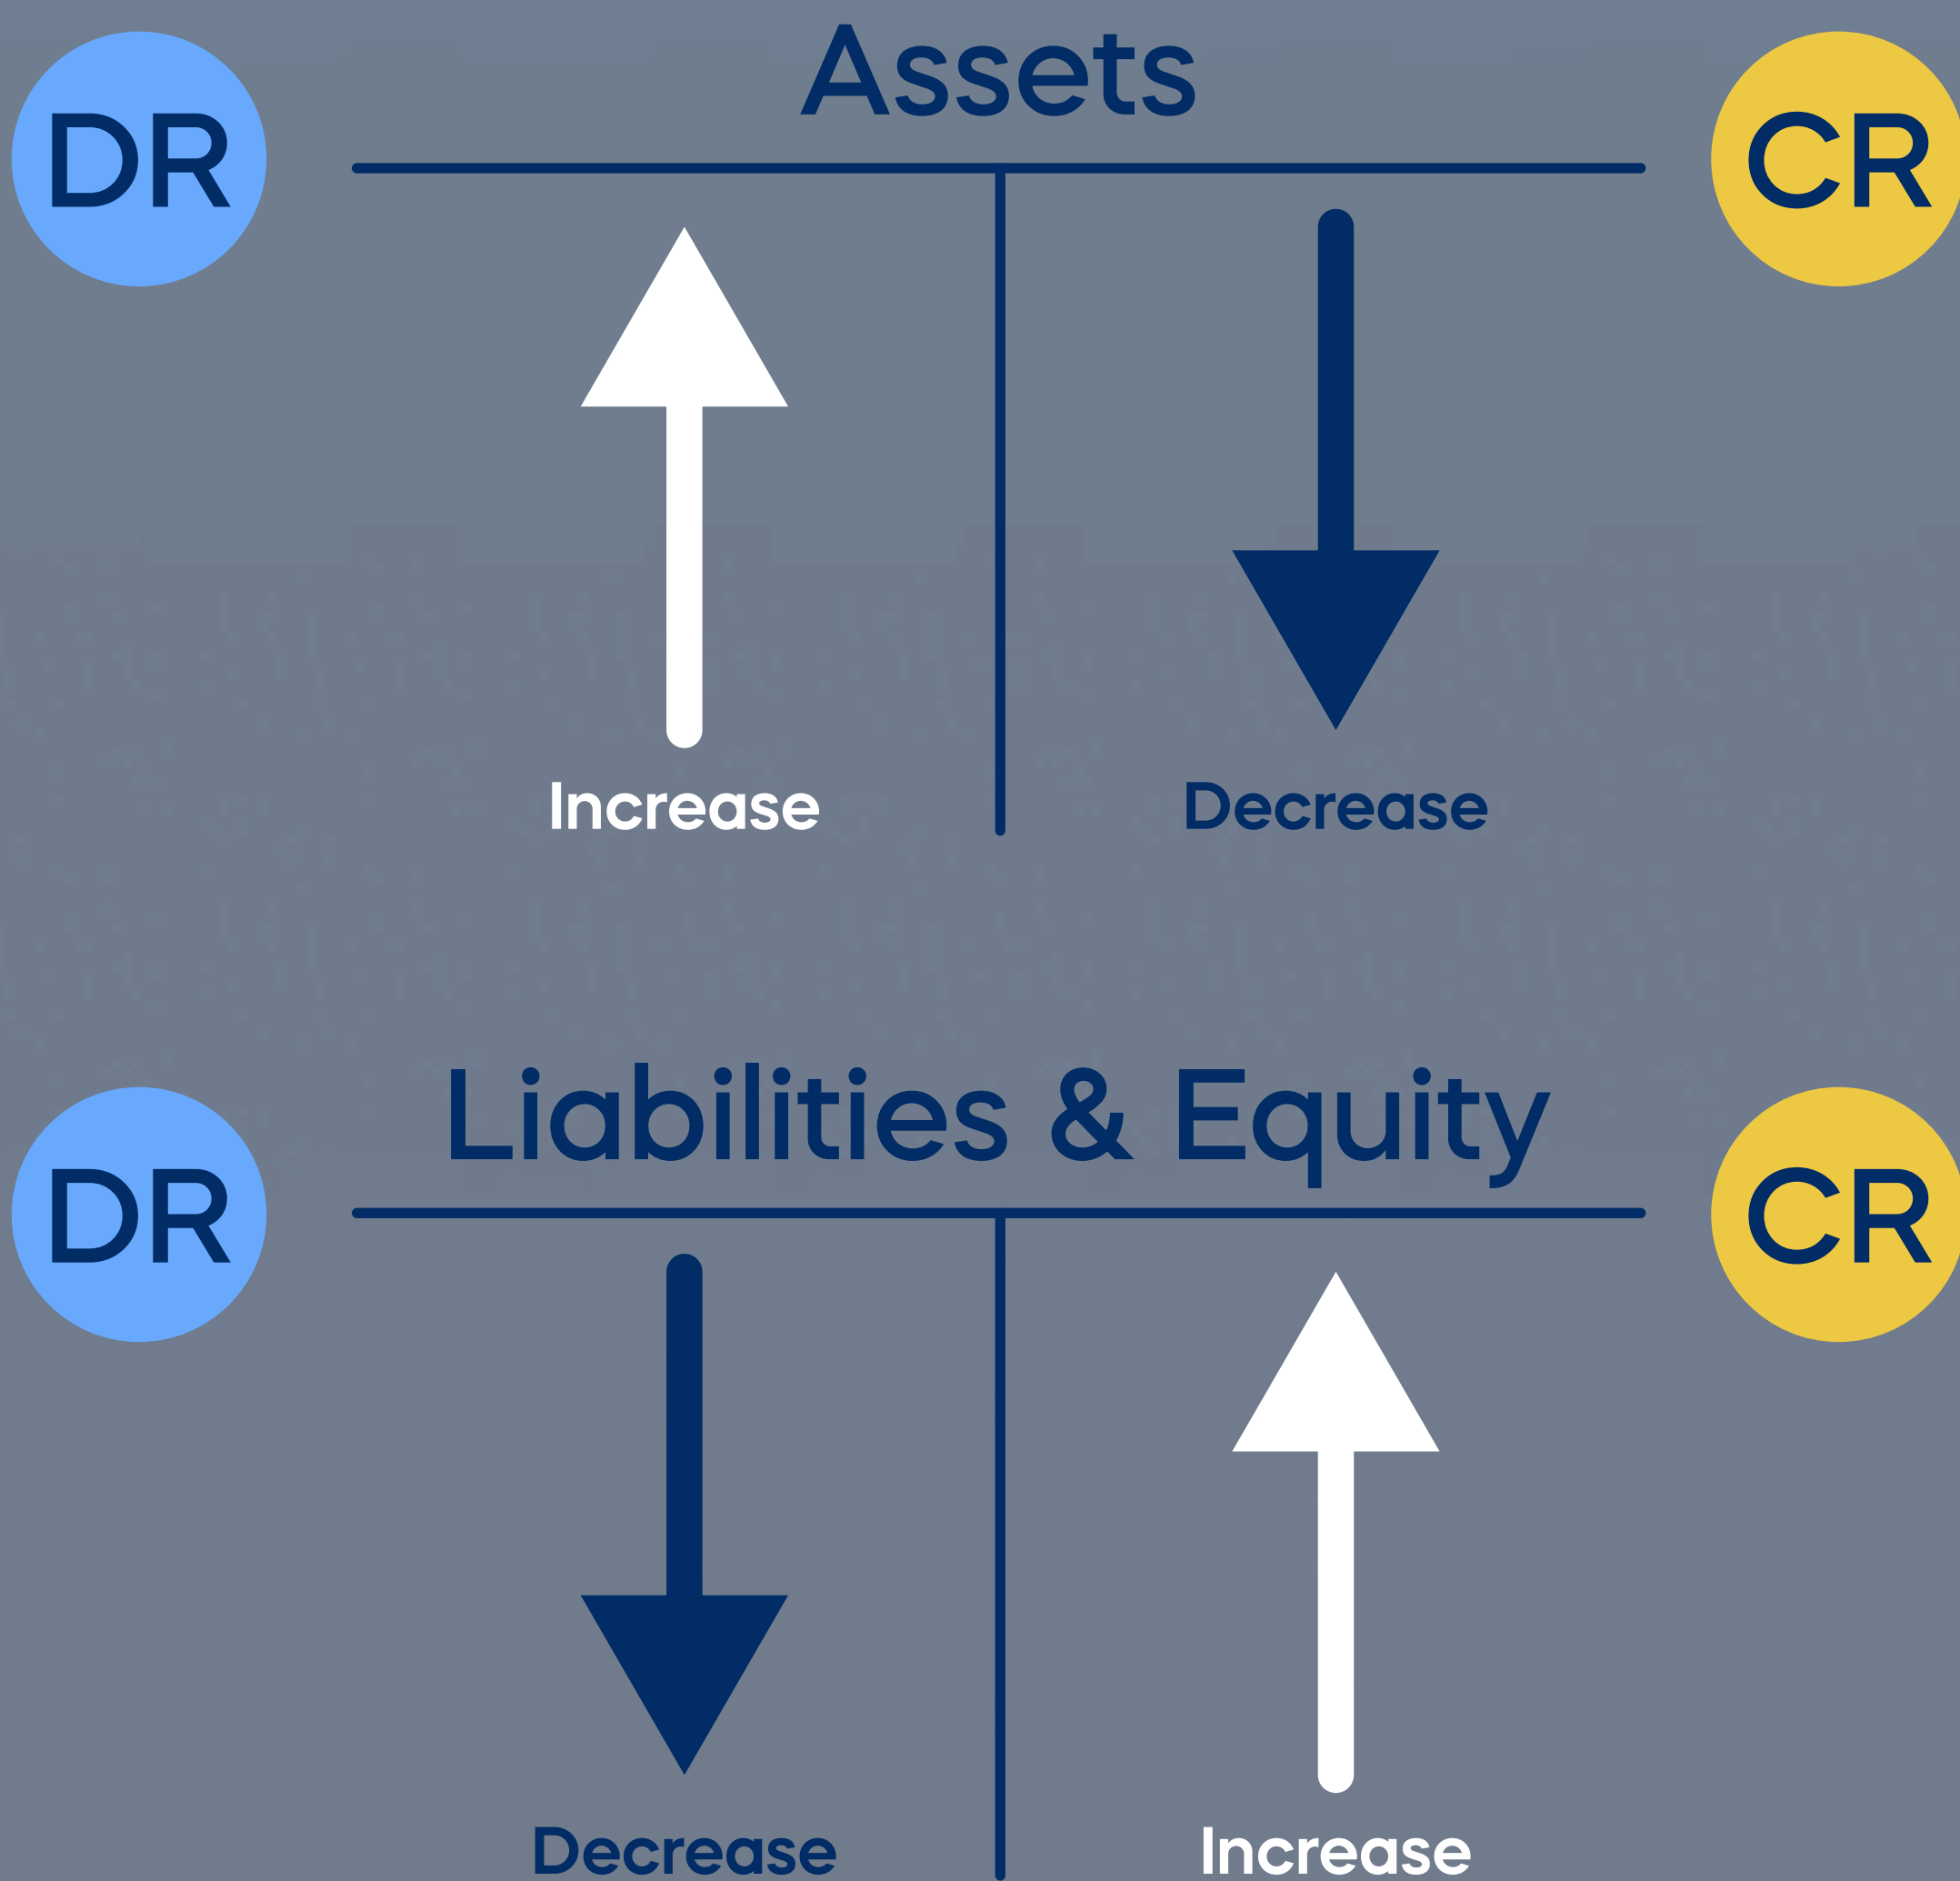 Assets
DR
CR
Increase
Decrease
Liabilities & Equity
DR
CR
Decrease
Increase